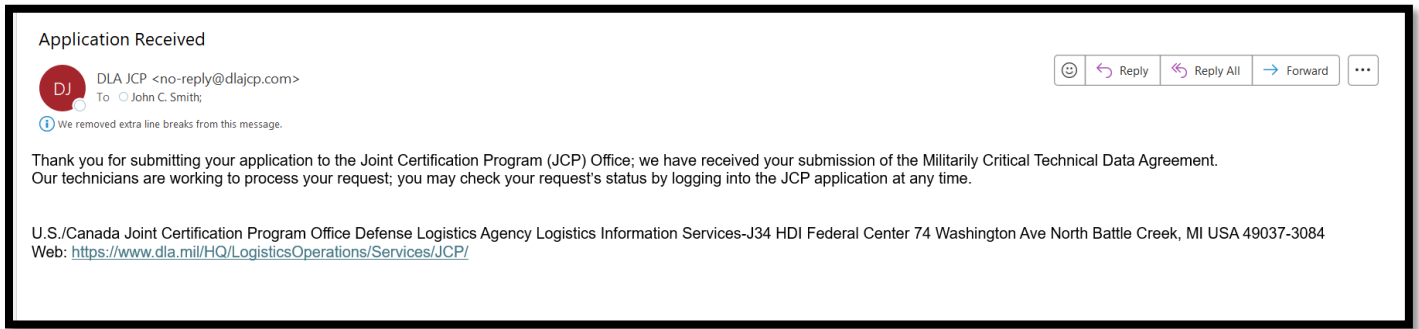 Application Received
DJ
DLA JCP <no-reply@dlajcp.com>
To John C. Smith;
Reply
Reply All
Forward
We removed extra line breaks from this message.
Thank you for submitting your application to the Joint Certification Program (JCP) Office; we have received your submission of the Militarily Critical Technical Data Agreement.
Our technicians are working to process your request; you may check your request's status by logging into the JCP application at any time.
U.S./Canada Joint Certification Program Office Defense Logistics Agency Logistics Information Services-J34 HDI Federal Center 74 Washington Ave North Battle Creek, MI USA 49037-3084
Web: https://www.dla.mil/HQ/LogisticsOperations/Services/JCP/